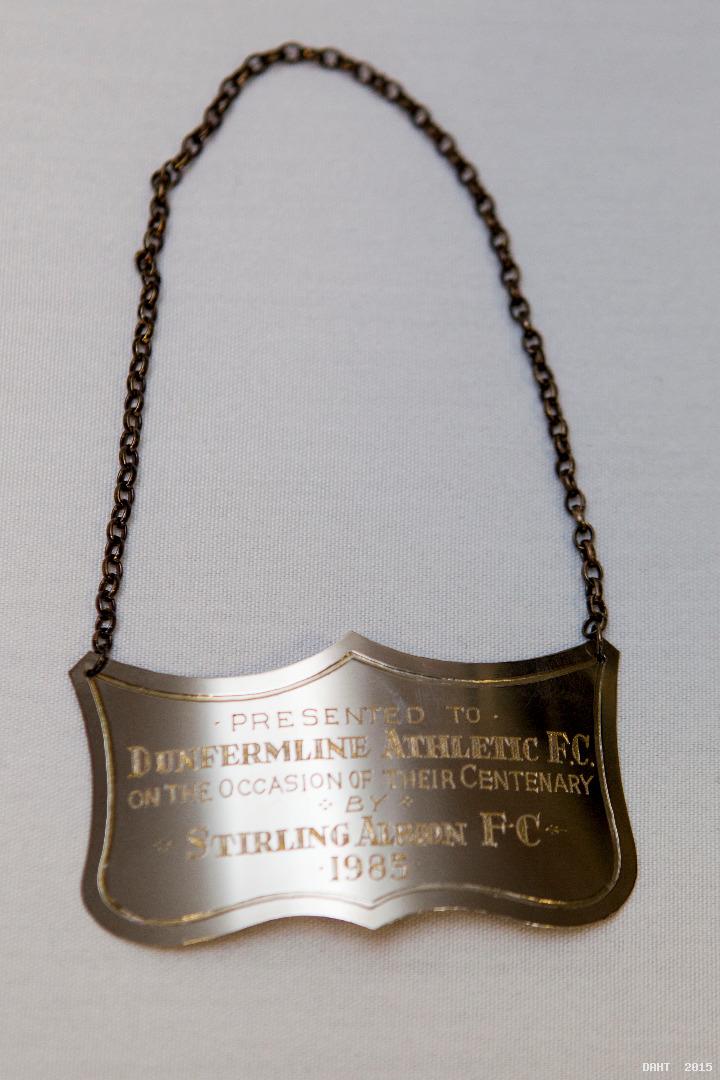 · PRESENTED TO ·
DUNFERMLINE ATHLETIC F.C.
ON THE OCCASION OF THEIR CENTENARY
BY
STIRLING ALBION F·C
·1985·
DAHT 2015